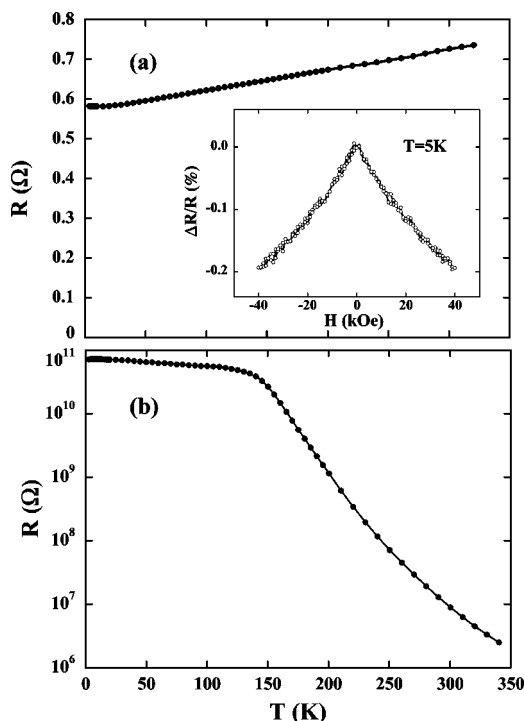 0.8
(a)
0.7
0.6
0.5
0.4
0.3
0.2
0.1
0
R (Ω)
0.0
-0.1
-0.2
ΔR/R (%)
T=5K
-40 -20 0 20 40
H (kOe)
10¹¹
10¹⁰
10⁹
10⁸
10⁷
10⁶
R (Ω)
(b)
0 50 100 150 200 250 300 350
T (K)